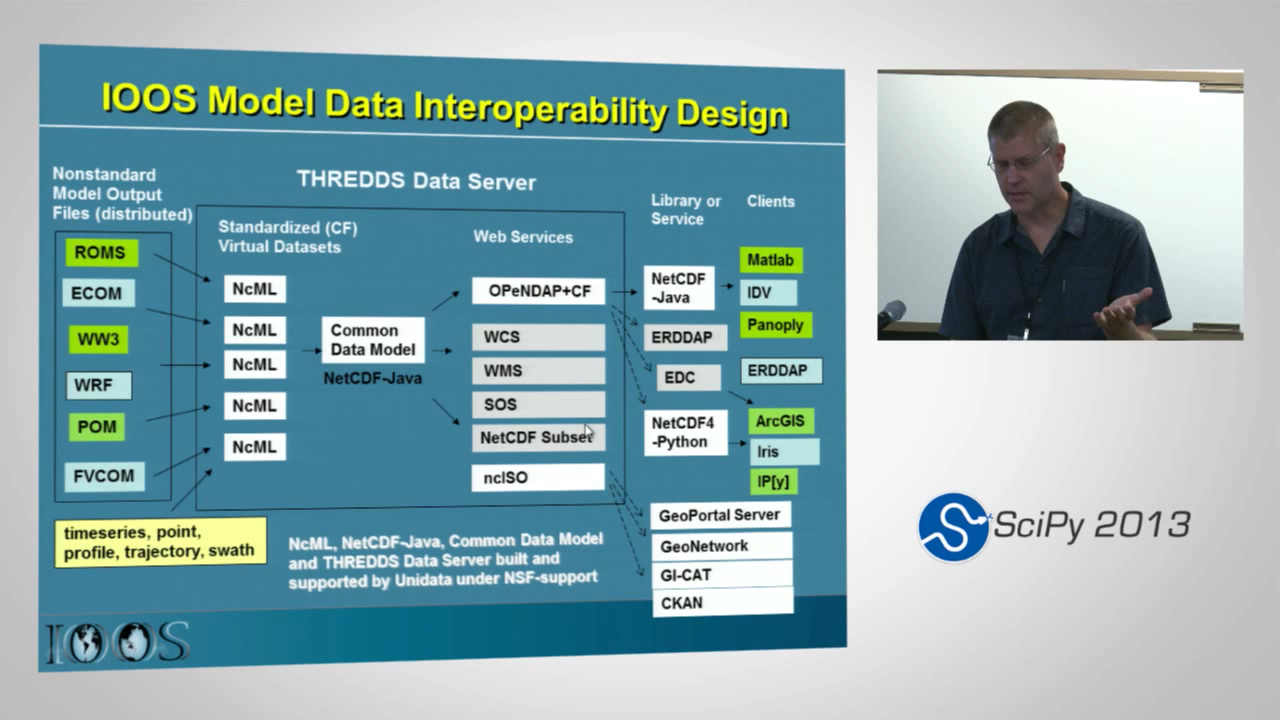 IOOS Model Data Interoperability Design
Nonstandard
Model Output
Files (distributed)
ROMS
ECOM
WW3
WRF
POM
FVCOM
timeseries, point,
profile, trajectory, swath
THREDDS Data Server
Standardized (CF)
Virtual Datasets
NcML
NcML
NcML
NcML
NcML
Common
Data Model
NetCDF-Java
Web Services
OPeNDAP+CF
WCS
WMS
SOS
NetCDF Subset
ncISO
Library or
Service
NetCDF
-Java
ERDDAP
EDC
NetCDF4
-Python
Clients
Matlab
IDV
Panoply
ERDDAP
ArcGIS
Iris
IP[y]
GeoPortal Server
GeoNetwork
GI-CAT
CKAN
NcML, NetCDF-Java, Common Data Model
and THREDDS Data Server built and
supported by Unidata under NSF-support
IOOS
SciPy 2013